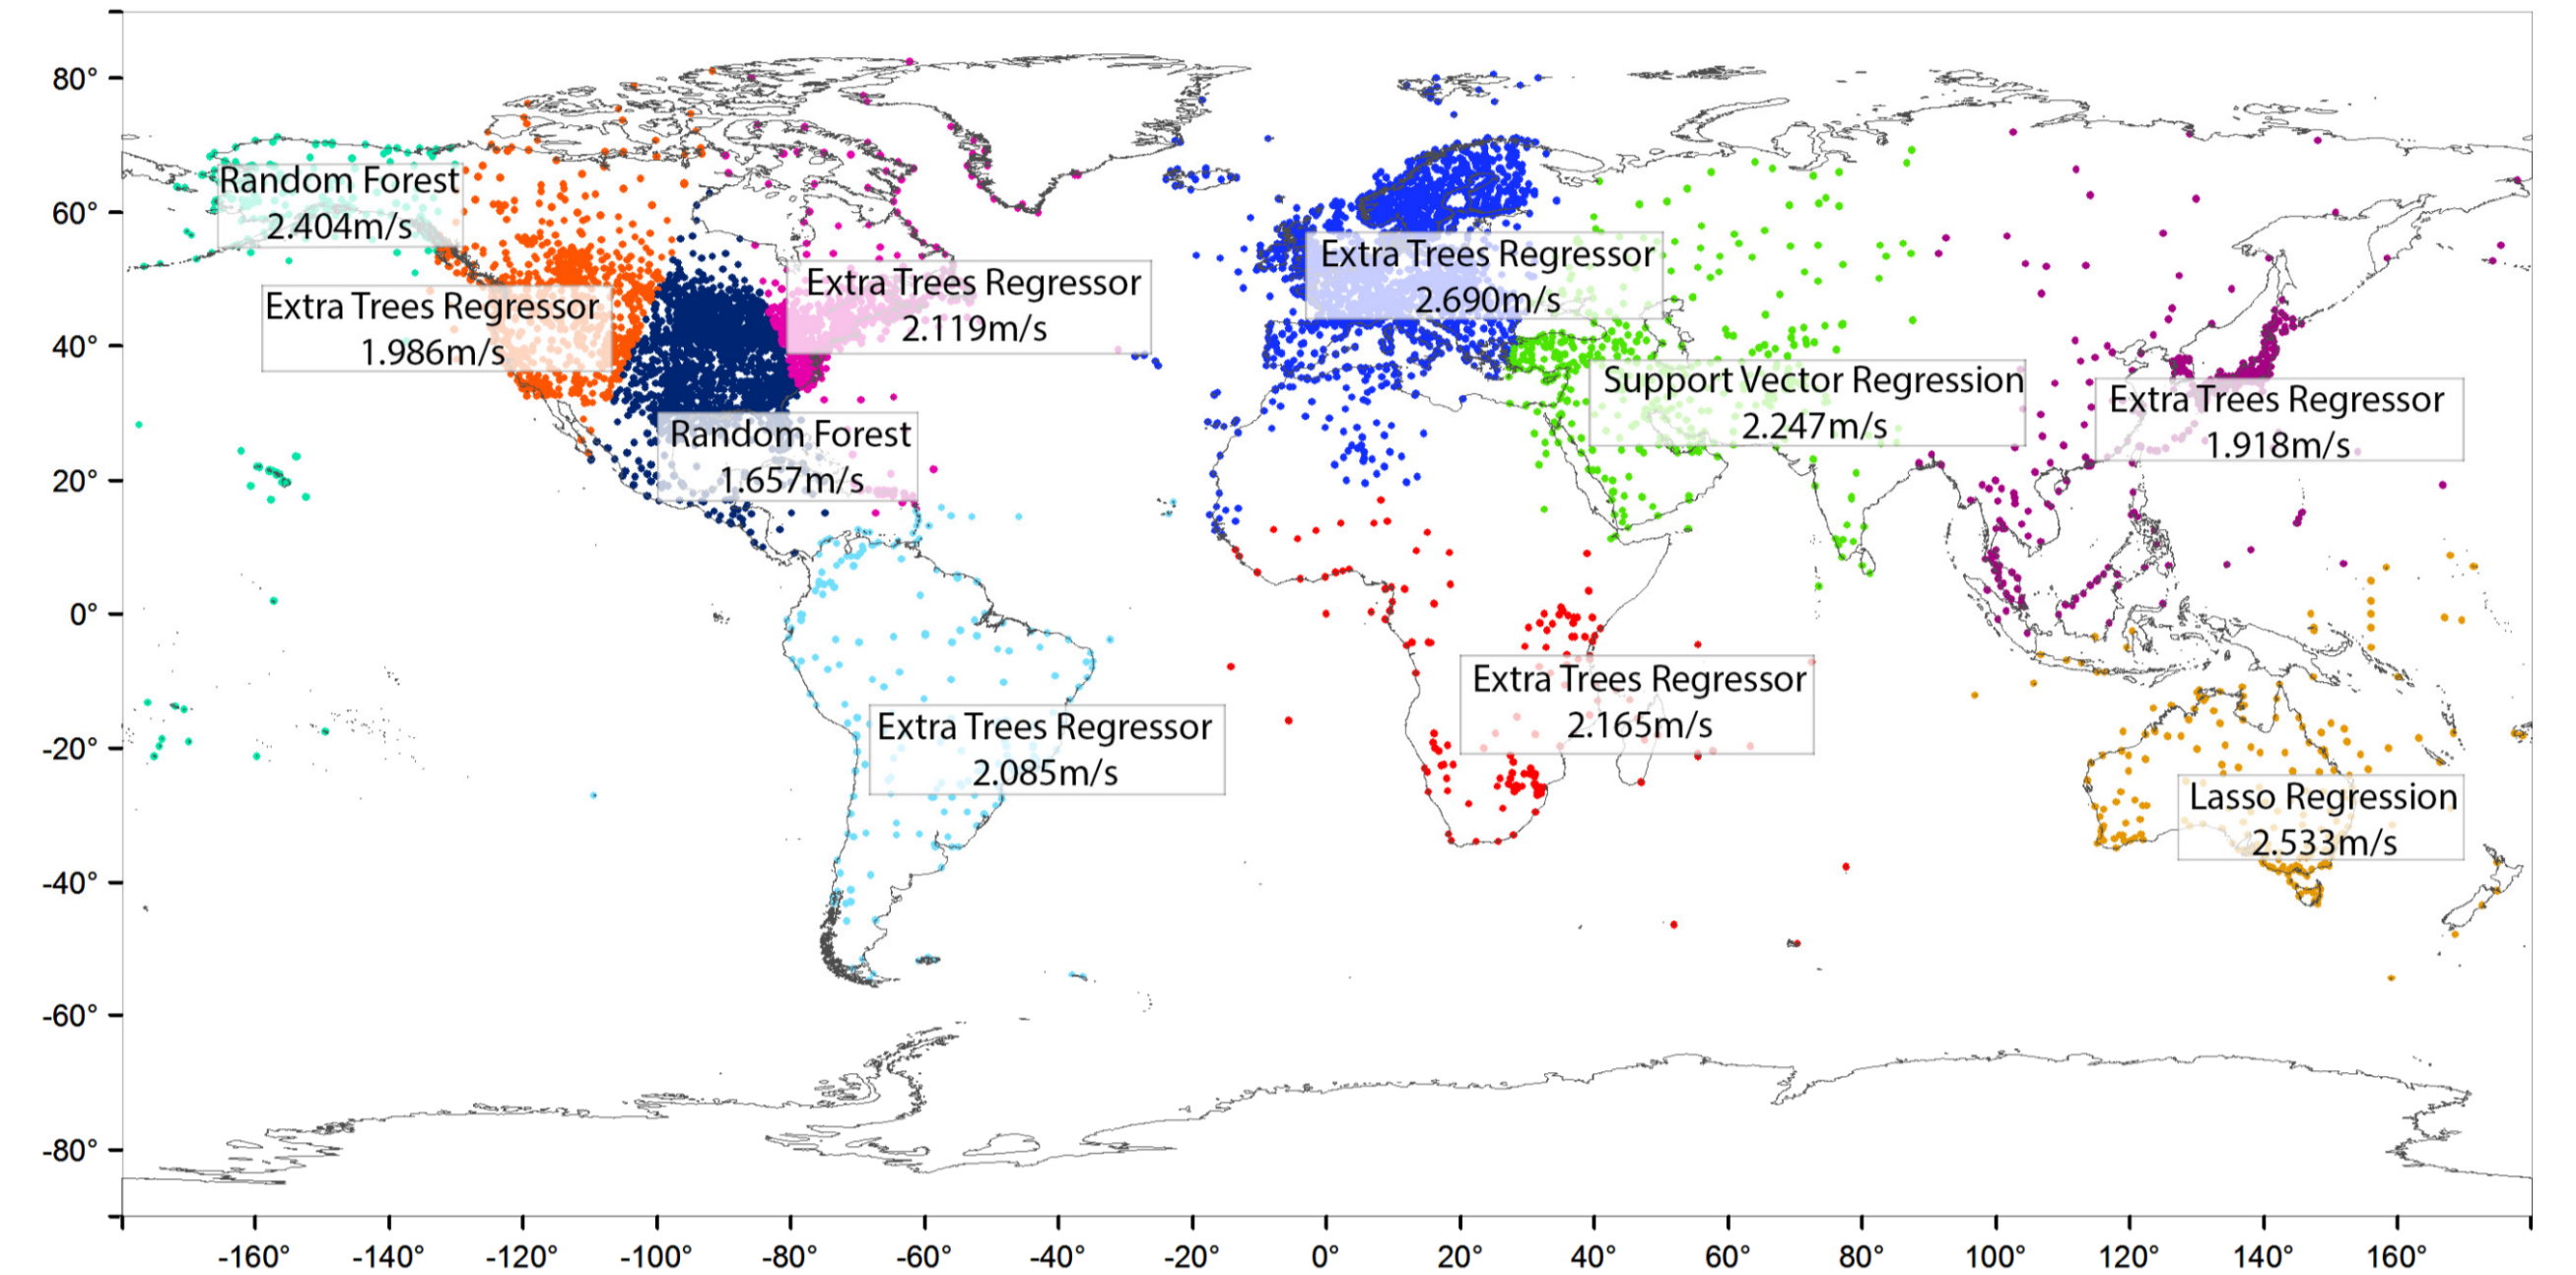 80°
60°
40°
20°
0°
-20°
-40°
-60°
-80°
Random Forest
2.404m/s
Extra Trees Regressor
1.986m/s
Extra Trees Regressor
2.119m/s
Random Forest
1.657m/s
Extra Trees Regressor
2.085m/s
Extra Trees Regressor
2.690m/s
Support Vector Regression
2.247m/s
Extra Trees Regressor
1.918m/s
Extra Trees Regressor
2.165m/s
Lasso Regression
2.533m/s
-160° -140° -120° -100° -80° -60° -40° -20° 0° 20° 40° 60° 80° 100° 120° 140° 160°